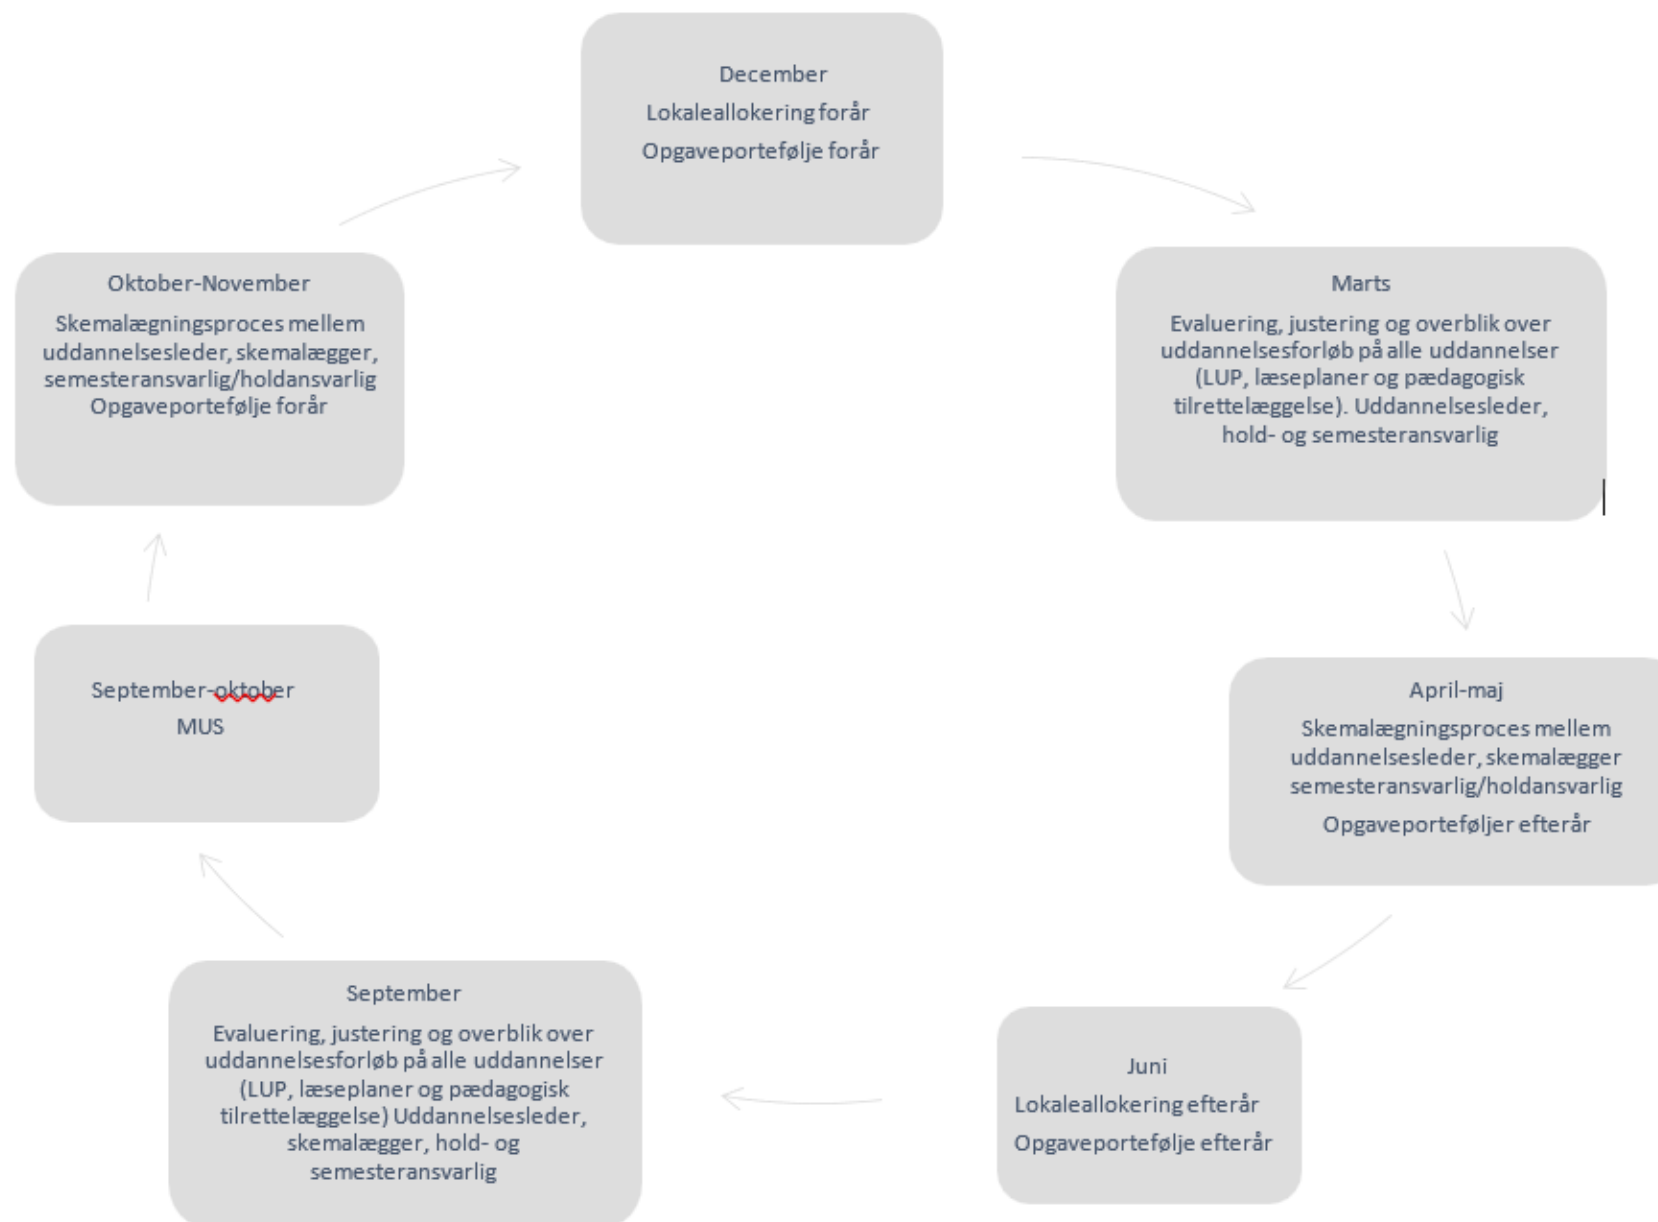 December
Lokaleallokering forår
Opgaveportefølje forår
Marts
Evaluering, justering og overblik over
uddannelsesforløb på alle uddannelser
(LUP, læseplaner og pædagogisk
tilrettelæggelse). Uddannelsesleder,
hold- og semesteransvarlig
April-maj
Skemalægningsproces mellem
uddannelsesleder, skemalægger
semesteransvarlig/holdansvarlig
Opgaveporteføljer efterår
Juni
Lokaleallokering efterår
Opgaveportefølje efterår
September
Evaluering, justering og overblik over
uddannelsesforløb på alle uddannelser
(LUP, læseplaner og pædagogisk
tilrettelæggelse) Uddannelsesleder,
skemalægger, hold- og
semesteransvarlig
September-oktober
MUS
Oktober-November
Skemalægningsproces mellem
uddannelsesleder, skemalægger,
semesteransvarlig/holdansvarlig
Opgaveportefølje forår